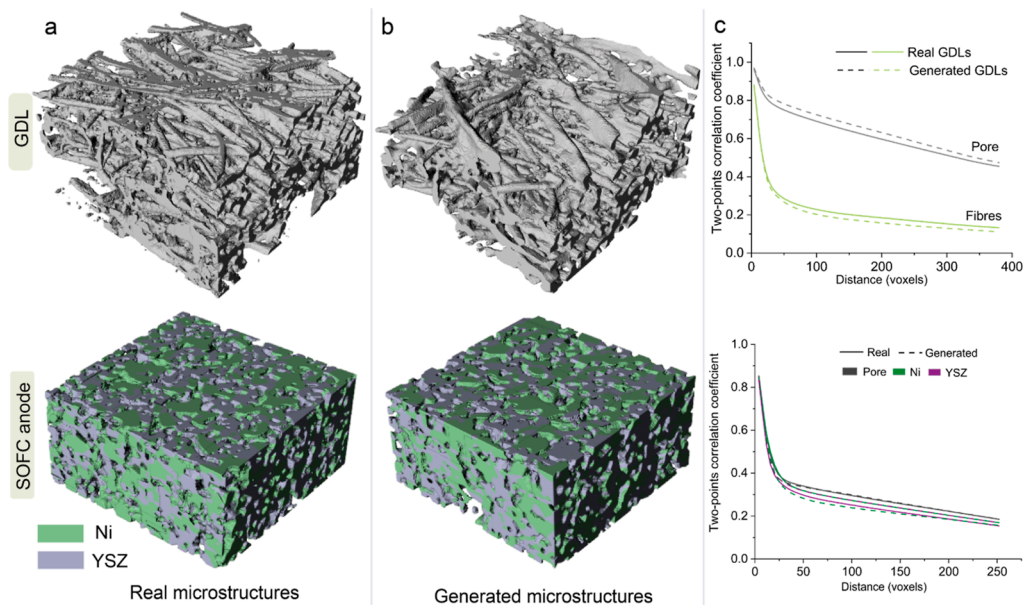 a
b
c
GDL
SOFC anode
Ni
YSZ
Real microstructures
Generated microstructures
Two-points correlation coefficient
1.0
0.8
0.6
0.4
0.2
0.0
Real GDLs
Generated GDLs
Pore
Fibres
0
100
200
300
400
Distance (voxels)
Two-points correlation coefficient
1.0
0.8
0.6
0.4
0.2
0.0
Real
Generated
Pore
Ni
YSZ
0
50
100
150
200
250
Distance (voxels)